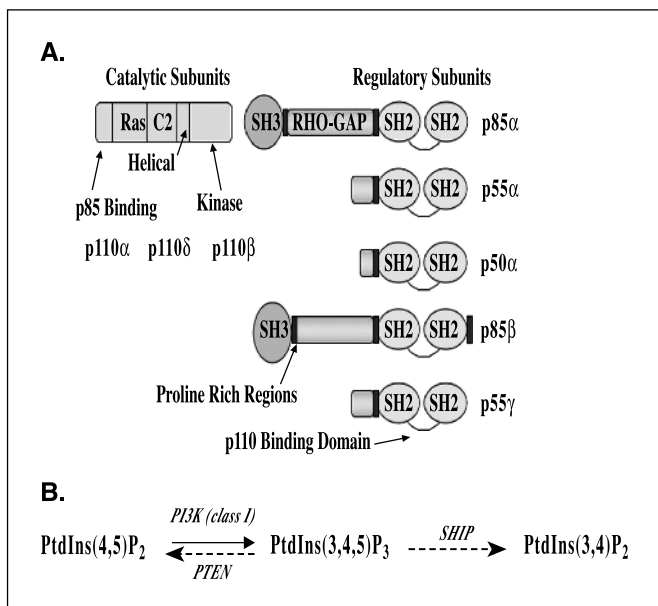 A.
Catalytic Subunits
Regulatory Subunits
Ras C2
SH3 RHO-GAP SH2 SH2 p85α
Helical
p85 Binding
Kinase
SH2 SH2 p55α
p110α p110δ p110β
SH2 SH2 p50α
SH3 SH2 SH2 p85β
Proline Rich Regions
SH2 SH2 p55γ
p110 Binding Domain
B.
PI3K (class I)
SHIP
PtdIns(4,5)P₂ PtdIns(3,4,5)P₃ PtdIns(3,4)P₂
PTEN